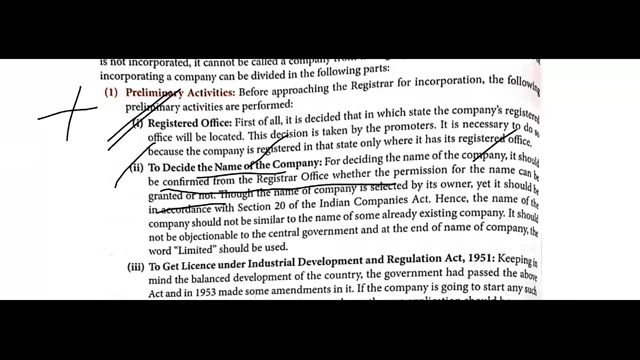 is not incorporated, it cannot be called a company from
incorporating a company can be divided in the following parts:
(1) Preliminary Activities: Before approaching the Registrar for incorporation, the following
preliminary activities are performed:
(i) Registered Office: First of all, it is decided that in which state the company's registered
office will be located. This decision is taken by the promoters. It is necessary to do so
because the company is registered in that state only where it has its registered office.
(ii) To Decide the Name of the Company: For deciding the name of the company, it should
be confirmed from the Registrar Office whether the permission for the name can be
granted or not. Though the name of company is selected by its owner, yet it should be
in accordance with Section 20 of the Indian Companies Act. Hence, the name of the
company should not be similar to the name of some already existing company. It should
not be objectionable to the central government and at the end of name of company, the
word "Limited" should be used.
(iii) To Get Licence under Industrial Development and Regulation Act, 1951: Keeping in
mind the balanced development of the country, the government had passed the above
Act and in 1953 made some amendments in it. If the company is going to start any such